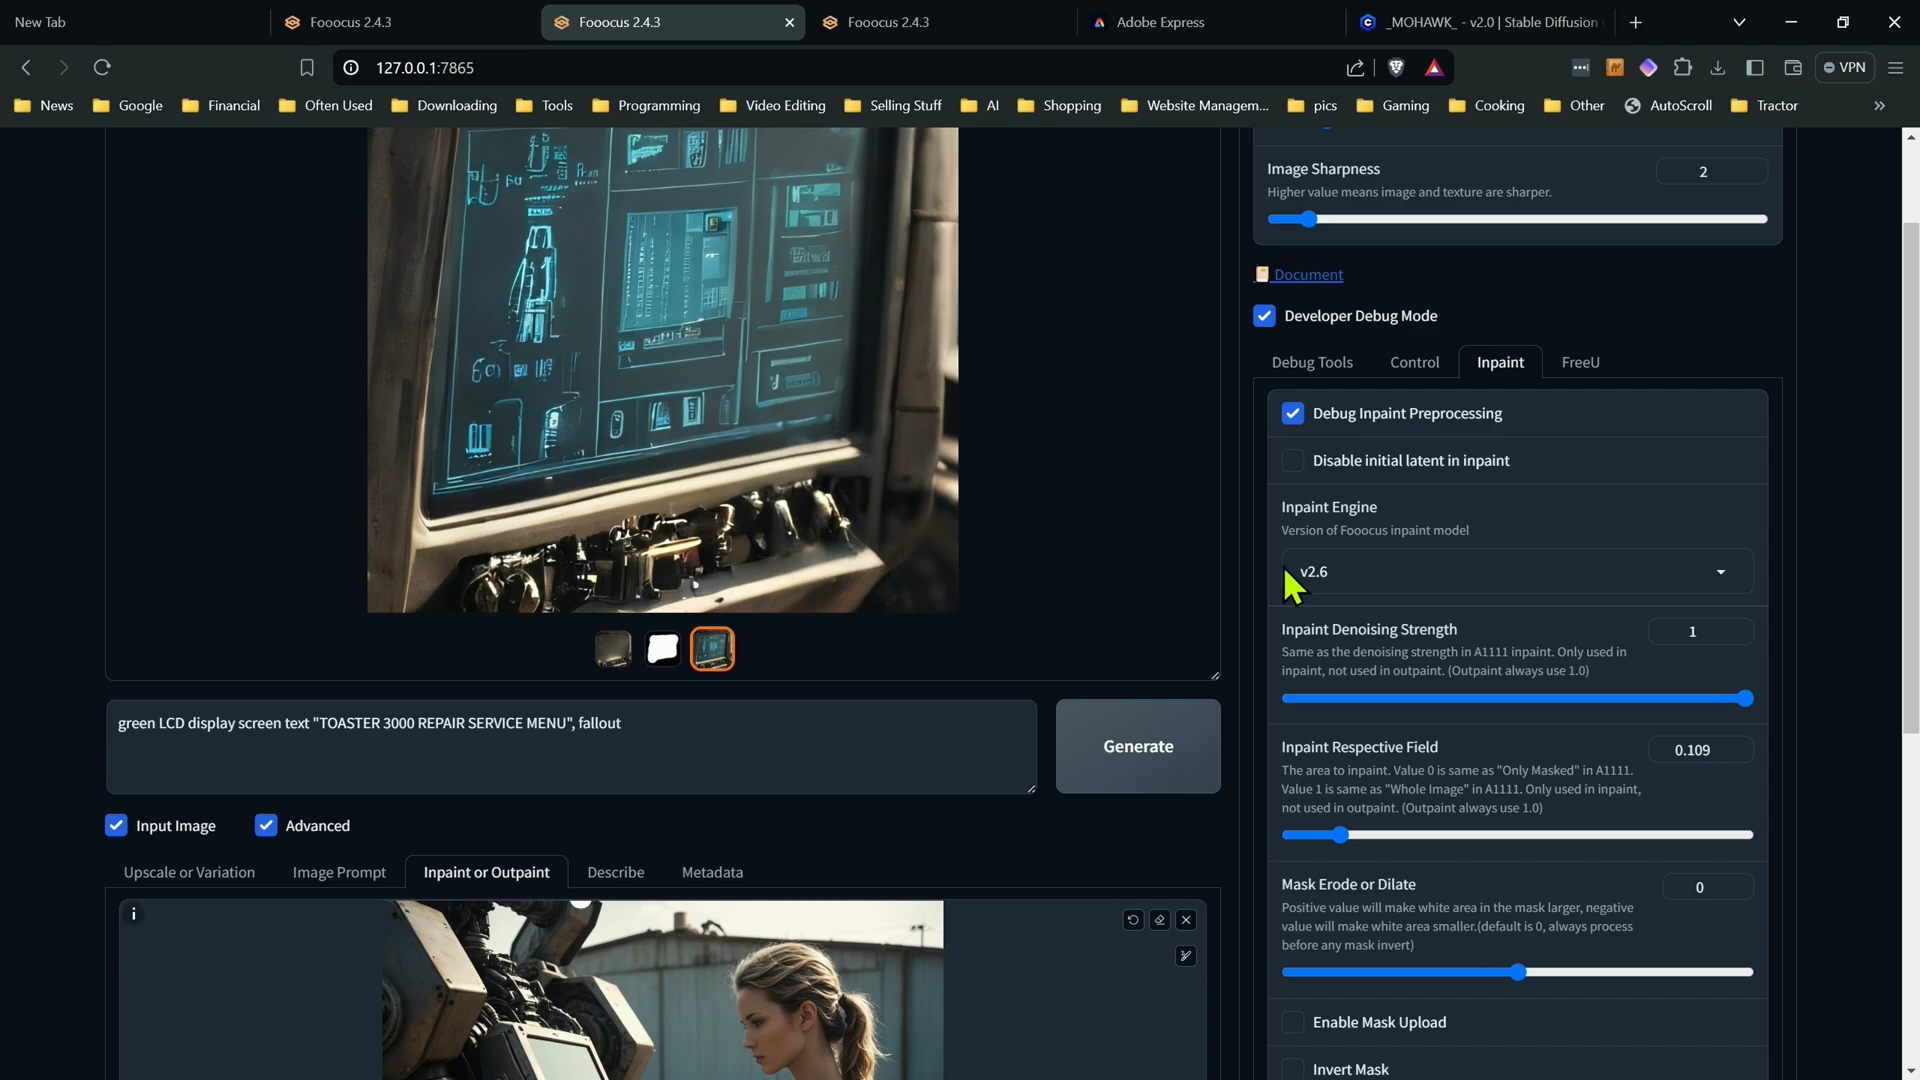 New Tab
Fooocus 2.4.3
Fooocus 2.4.3
Fooocus 2.4.3
Adobe Express
_MOHAWK_ - v2.0 | Stable Diffusion
127.0.0.1:7865
VPN
News
Google
Financial
Often Used
Downloading
Tools
Programming
Video Editing
Selling Stuff
AI
Shopping
Website Managem...
pics
Gaming
Cooking
Other
AutoScroll
Tractor
Image Sharpness
2
Higher value means image and texture are sharper.
Document
Developer Debug Mode
Debug Tools
Control
Inpaint
FreeU
Debug Inpaint Preprocessing
Disable initial latent in inpaint
Inpaint Engine
Version of Fooocus inpaint model
v2.6
Inpaint Denoising Strength
1
Same as the denoising strength in A1111 inpaint. Only used in
inpaint, not used in outpaint. (Outpaint always use 1.0)
Inpaint Respective Field
0.109
The area to inpaint. Value 0 is same as "Only Masked" in A1111.
Value 1 is same as "Whole Image" in A1111. Only used in inpaint,
not used in outpaint. (Outpaint always use 1.0)
Mask Erode or Dilate
0
Positive value will make white area in the mask larger, negative
value will make white area smaller.(default is 0, always process
before any mask invert)
Enable Mask Upload
Invert Mask
green LCD display screen text "TOASTER 3000 REPAIR SERVICE MENU", fallout
Generate
Input Image
Advanced
Upscale or Variation
Image Prompt
Inpaint or Outpaint
Describe
Metadata